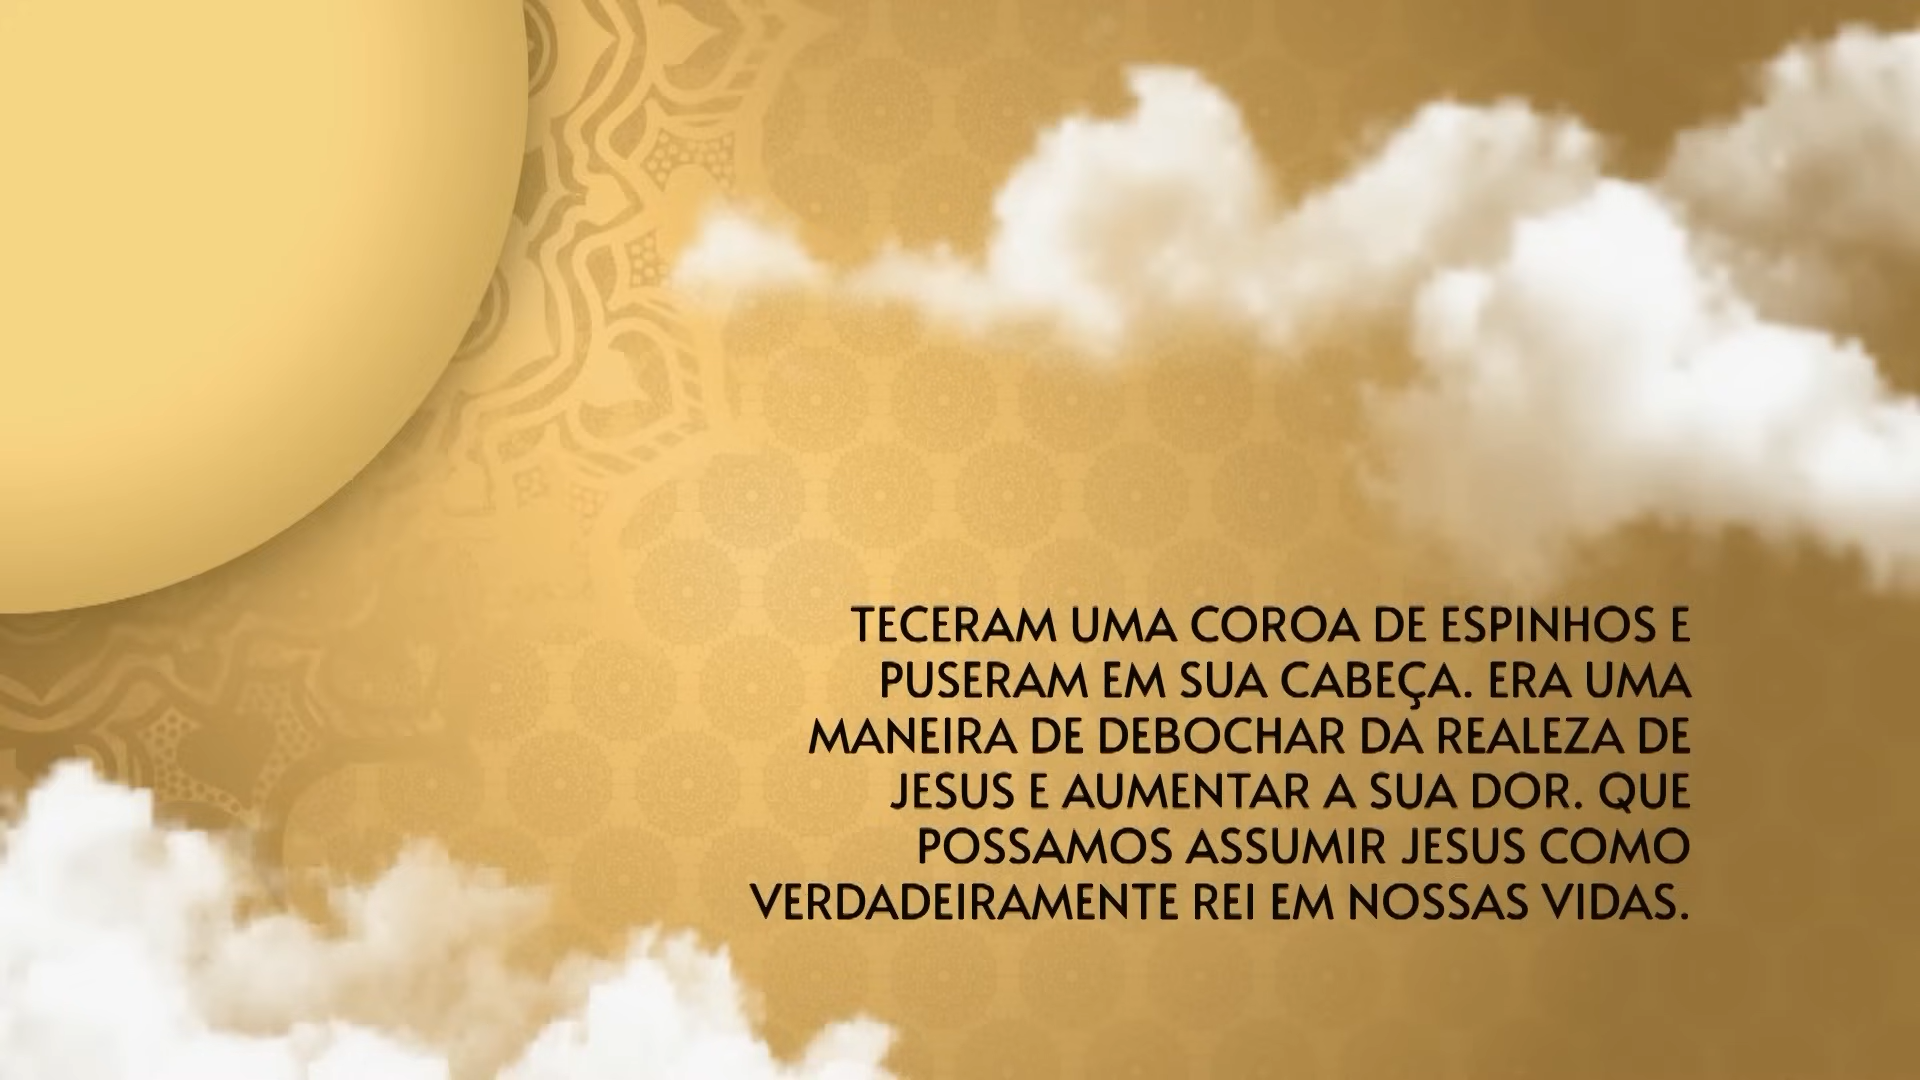 TECERAM UMA COROA DE ESPINHOS E
PUSERAM EM SUA CABEÇA. ERA UMA
MANEIRA DE DEBOCHAR DA REALEZA DE
JESUS E AUMENTAR A SUA DOR. QUE
POSSAMOS ASSUMIR JESUS COMO
VERDADEIRAMENTE REI EM NOSSAS VIDAS.